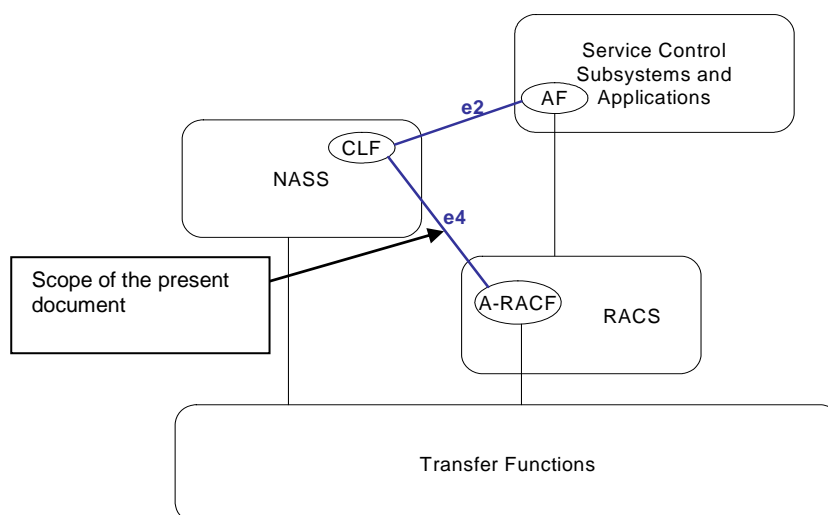 Service Control
Subsystems and
Applications
AF
e2
CLF
NASS
e4
Scope of the present
document
A-RACF
RACS
Transfer Functions